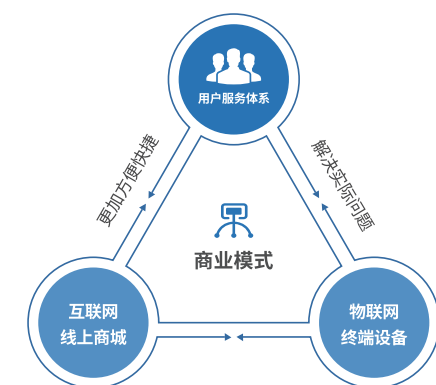 用户服务体系
更加方便快捷
解决实际问题
商业模式
互联网
线上商城
物联网
终端设备